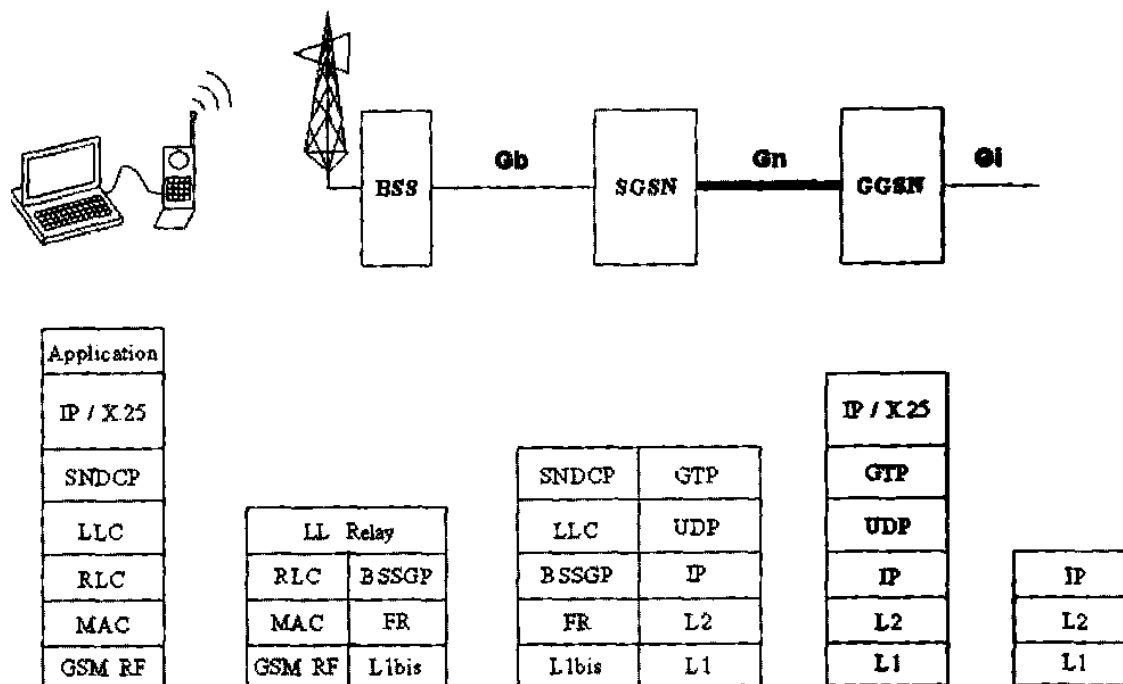 Gb Gn Gi
BSS SGSN GGSN
Application
IP / X.25
SNDCP
LLC
RLC
MAC
GSM RF
LL Relay
RLC BSSGP
MAC FR
GSM RF L1bis
SNDCP GTP
LLC UDP
BSSGP IP
FR L2
L1bis L1
IP / X.25
GTP
UDP
IP
L2
L1
IP
L2
L1